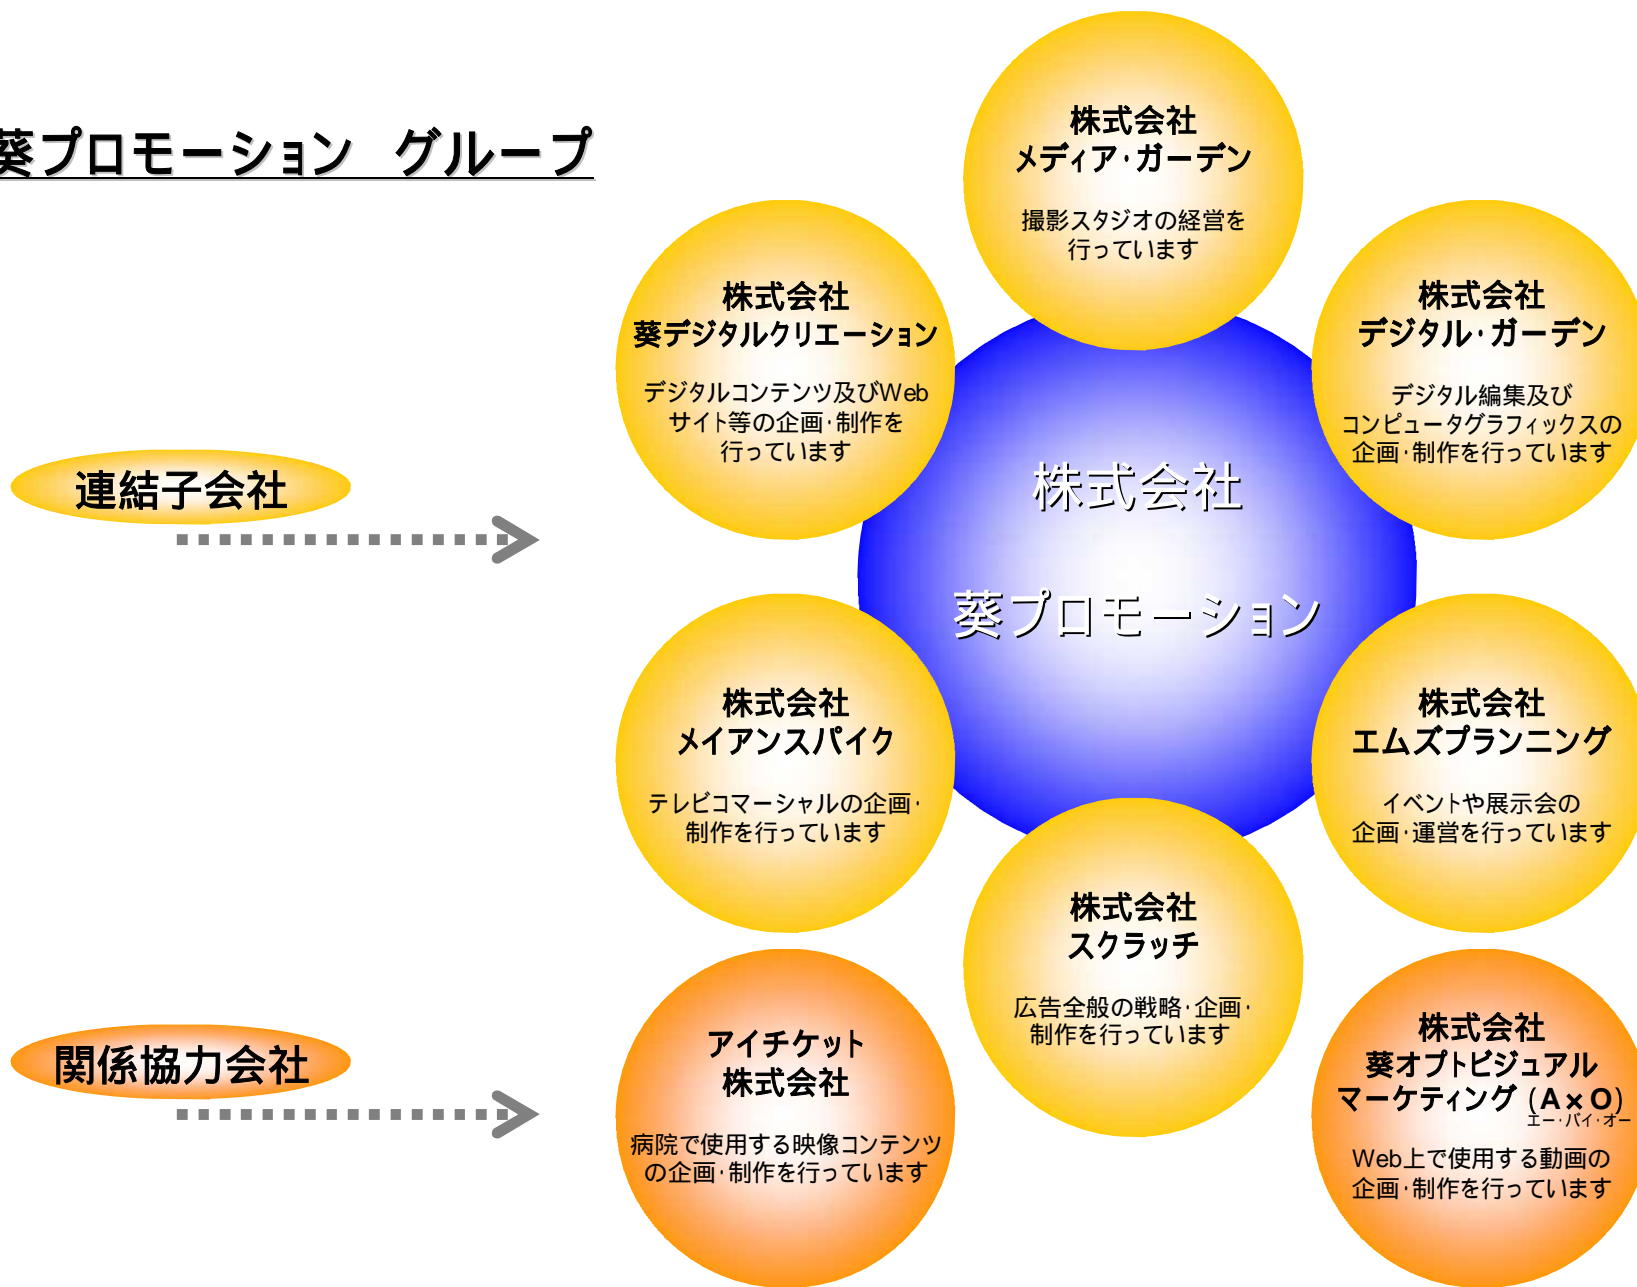 葵プロモーション グループ
株式会社
メディア・ガーデン
撮影スタジオの経営を
行っています
株式会社
葵デジタルクリエーション
デジタルコンテンツ及びWeb
サイト等の企画・制作を
行っています
株式会社
デジタル・ガーデン
デジタル編集及び
コンピュータグラフィックスの
企画・制作を行っています
連結子会社
株式会社
葵プロモーション
株式会社
メイアンスパイク
テレビコマーシャルの企画・
制作を行っています
株式会社
エムズプランニング
イベントや展示会の
企画・運営を行っています
株式会社
スクラッチ
広告全般の戦略・企画・
制作を行っています
関係協力会社
アイチケット
株式会社
病院で使用する映像コンテンツ
の企画・制作を行っています
株式会社
葵オプトビジュアル
マーケティング (A×O)
エー・バイ・オー
Web上で使用する動画の
企画・制作を行っています